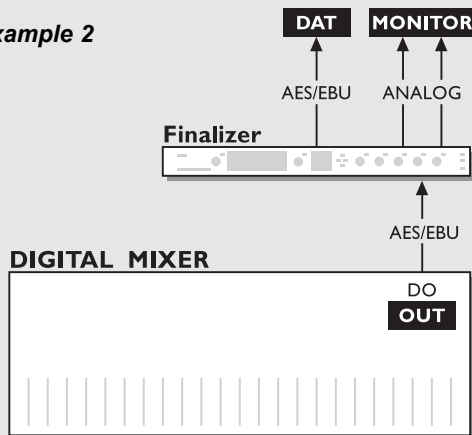 xample 2
DAT MONITOR
AES/EBU ANALOG
Finalizer
AES/EBU
DIGITAL MIXER
DO
OUT